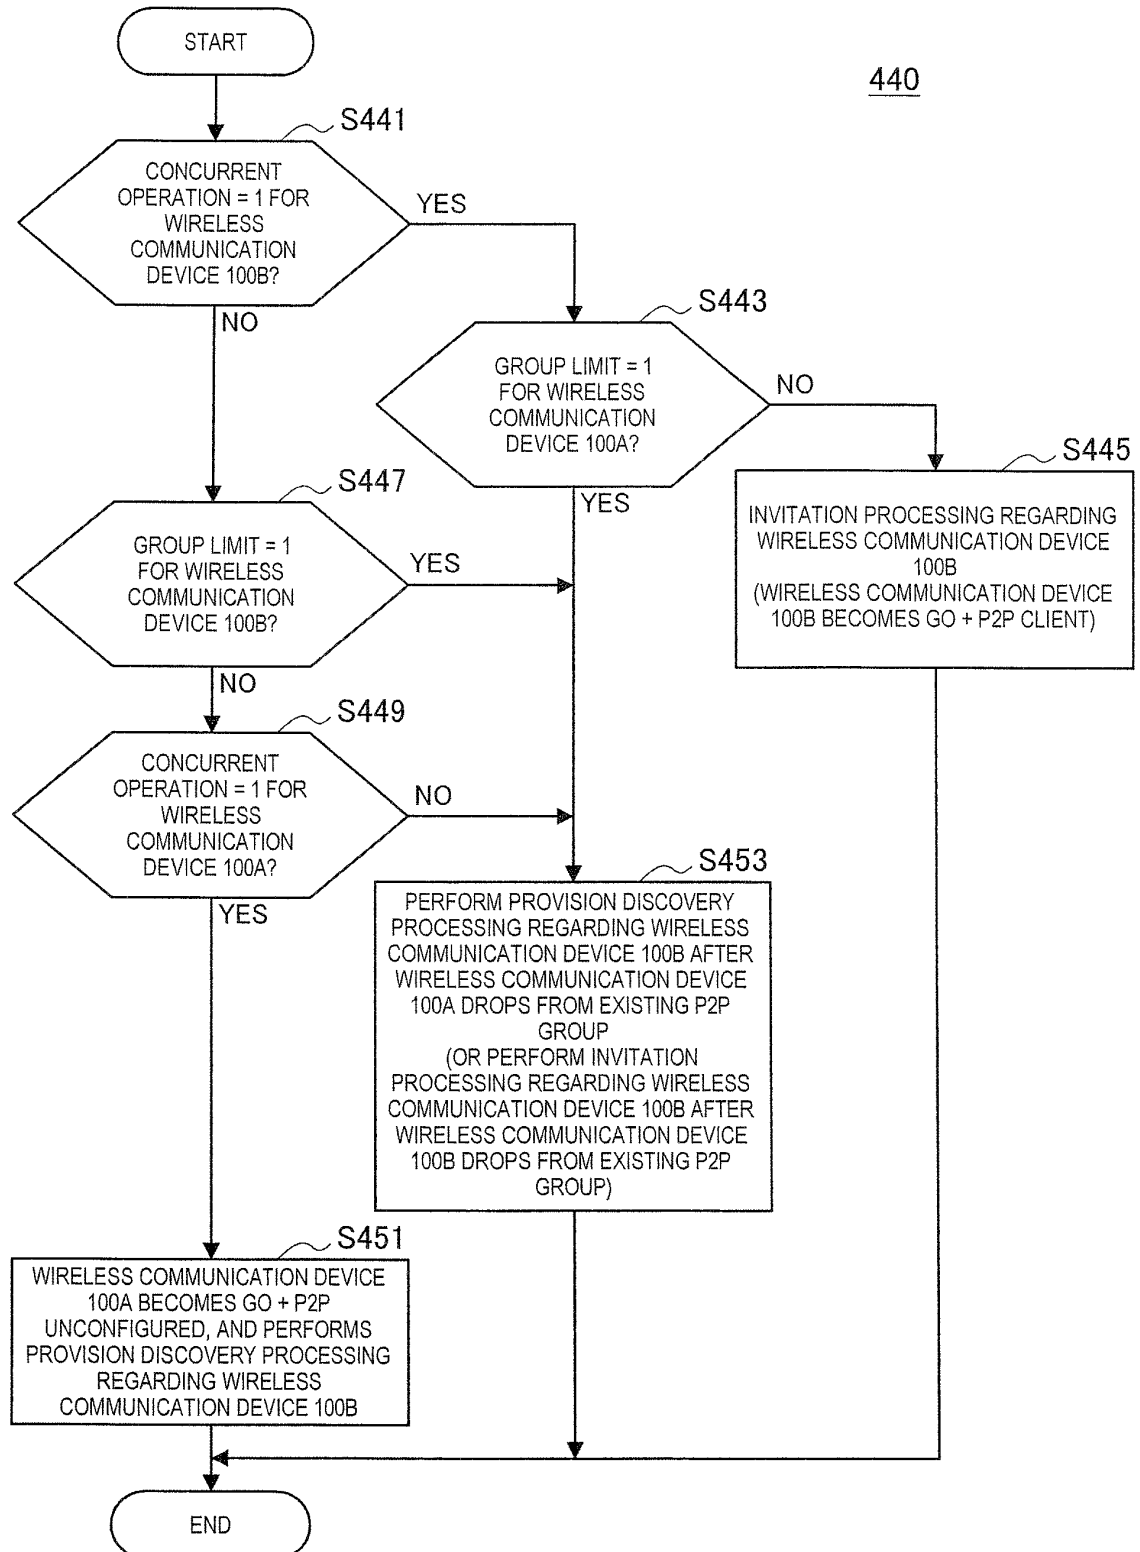 START
440
S441
CONCURRENT
OPERATION = 1 FOR
WIRELESS
COMMUNICATION
DEVICE 100B?
YES
NO
S443
GROUP LIMIT = 1
FOR WIRELESS
COMMUNICATION
DEVICE 100A?
NO
YES
S445
INVITATION PROCESSING REGARDING
WIRELESS COMMUNICATION DEVICE
100B
(WIRELESS COMMUNICATION DEVICE
100B BECOMES GO + P2P CLIENT)
S447
GROUP LIMIT = 1
FOR WIRELESS
COMMUNICATION
DEVICE 100B?
YES
NO
S449
CONCURRENT
OPERATION = 1 FOR
WIRELESS
COMMUNICATION
DEVICE 100A?
NO
YES
S453
PERFORM PROVISION DISCOVERY
PROCESSING REGARDING WIRELESS
COMMUNICATION DEVICE 100B AFTER
WIRELESS COMMUNICATION DEVICE
100A DROPS FROM EXISTING P2P
GROUP
(OR PERFORM INVITATION
PROCESSING REGARDING WIRELESS
COMMUNICATION DEVICE 100B AFTER
WIRELESS COMMUNICATION DEVICE
100B DROPS FROM EXISTING P2P
GROUP)
S451
WIRELESS COMMUNICATION DEVICE
100A BECOMES GO + P2P
UNCONFIGURED, AND PERFORMS
PROVISION DISCOVERY PROCESSING
REGARDING WIRELESS
COMMUNICATION DEVICE 100B
END